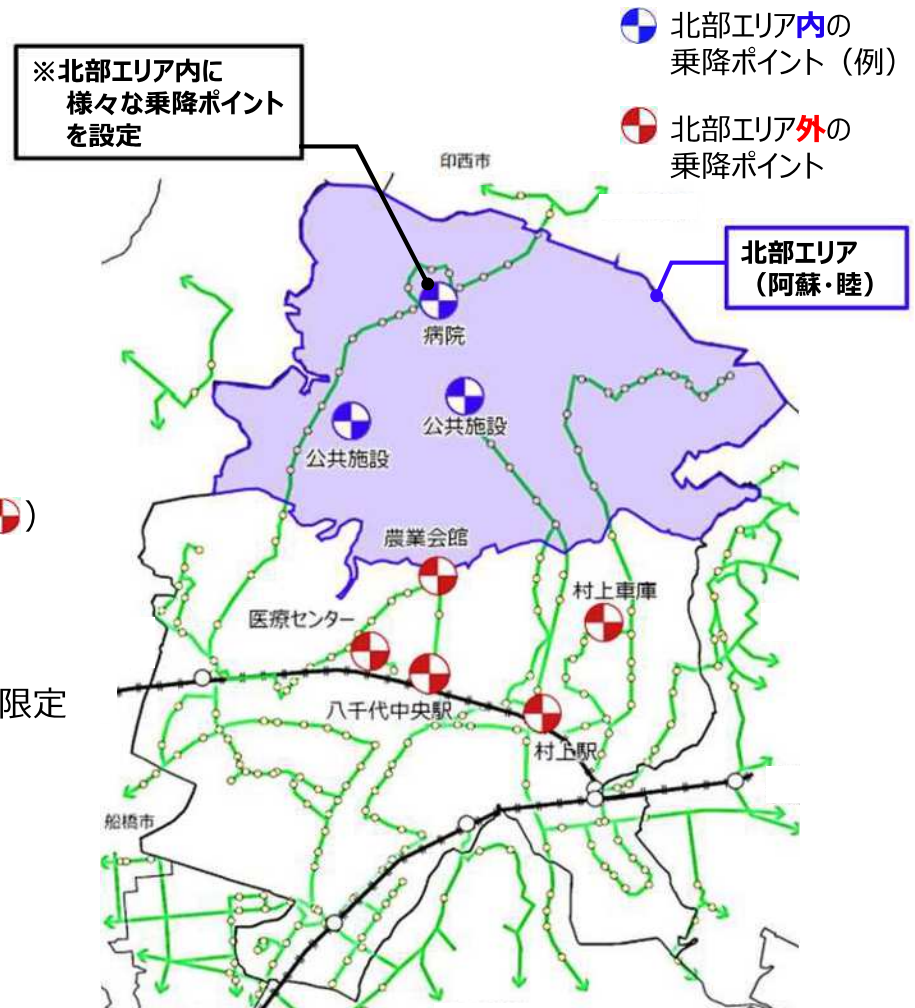 北部エリア内の
乗降ポイント（例）
北部エリア外の
乗降ポイント
※北部エリア内に
様々な乗降ポイント
を設定
印西市
北部エリア
（阿蘇・睦）
病院
公共施設
公共施設
）
農業会館
村上車庫
医療センター
限定
八千代中央駅
村上駅
船橋市